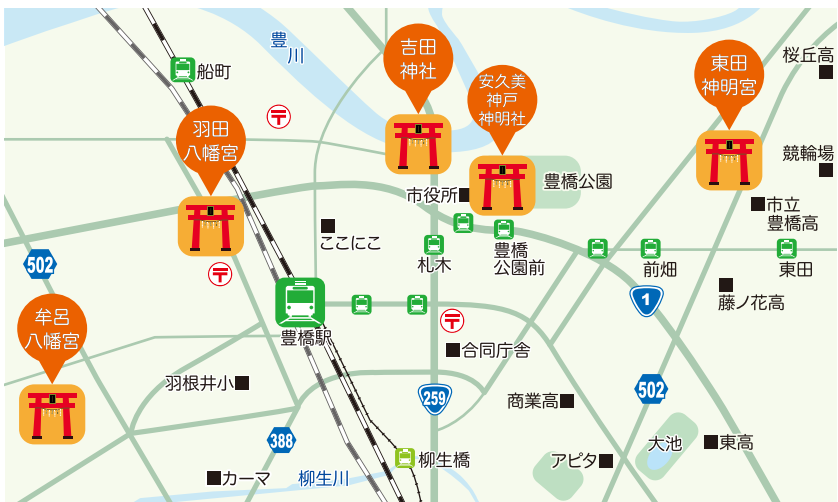 豊
川
船町
吉田
神社
安久美
神戸
神明社
東田
神明宮
桜丘高
羽田
八幡宮
競輪場
市役所
豊橋公園
市立
豊橋高
ここにこ
札木
豊橋
公園前
前畑
東田
502
1
藤ノ花高
牟呂
八幡宮
豊橋駅
合同庁舎
羽根井小
259
商業高
502
388
柳生橋
アピタ
大池
東高
カーマ
柳生川